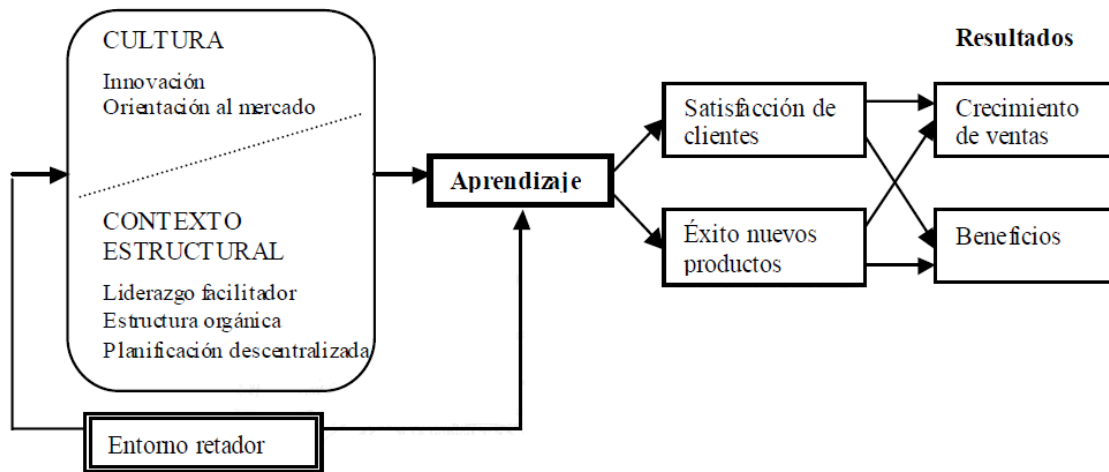 CULTURA
Innovación
Orientación al mercado
CONTEXTO
ESTRUCTURAL
Liderazgo facilitador
Estructura orgánica
Planificación descentralizada
Entorno retador
Aprendizaje
Satisfacción de
clientes
Éxito nuevos
productos
Resultados
Crecimiento
de ventas
Beneficios